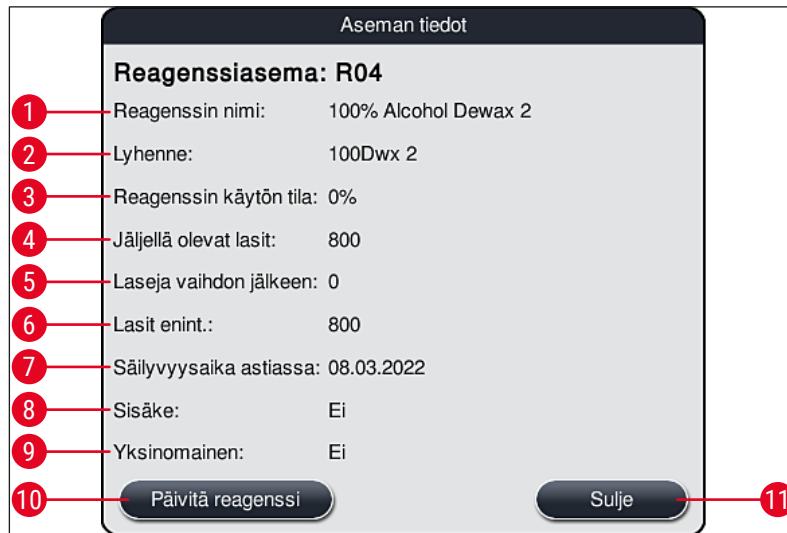 Aseman tiedot
Reagenssiasema: R04
1 Reagenssin nimi: 100% Alcohol Dewax 2
2 Lyhenne: 100Dwx 2
3 Reagenssin käytön tila: 0%
4 Jäljellä olevat lasit: 800
5 Laseja vaihdon jälkeen: 0
6 Lasit enint.: 800
7 Säilyvyysaika astiassa: 08.03.2022
8 Sisäke: Ei
9 Yksinomainen: Ei
10 Päivitä reagenssi Sulje 11